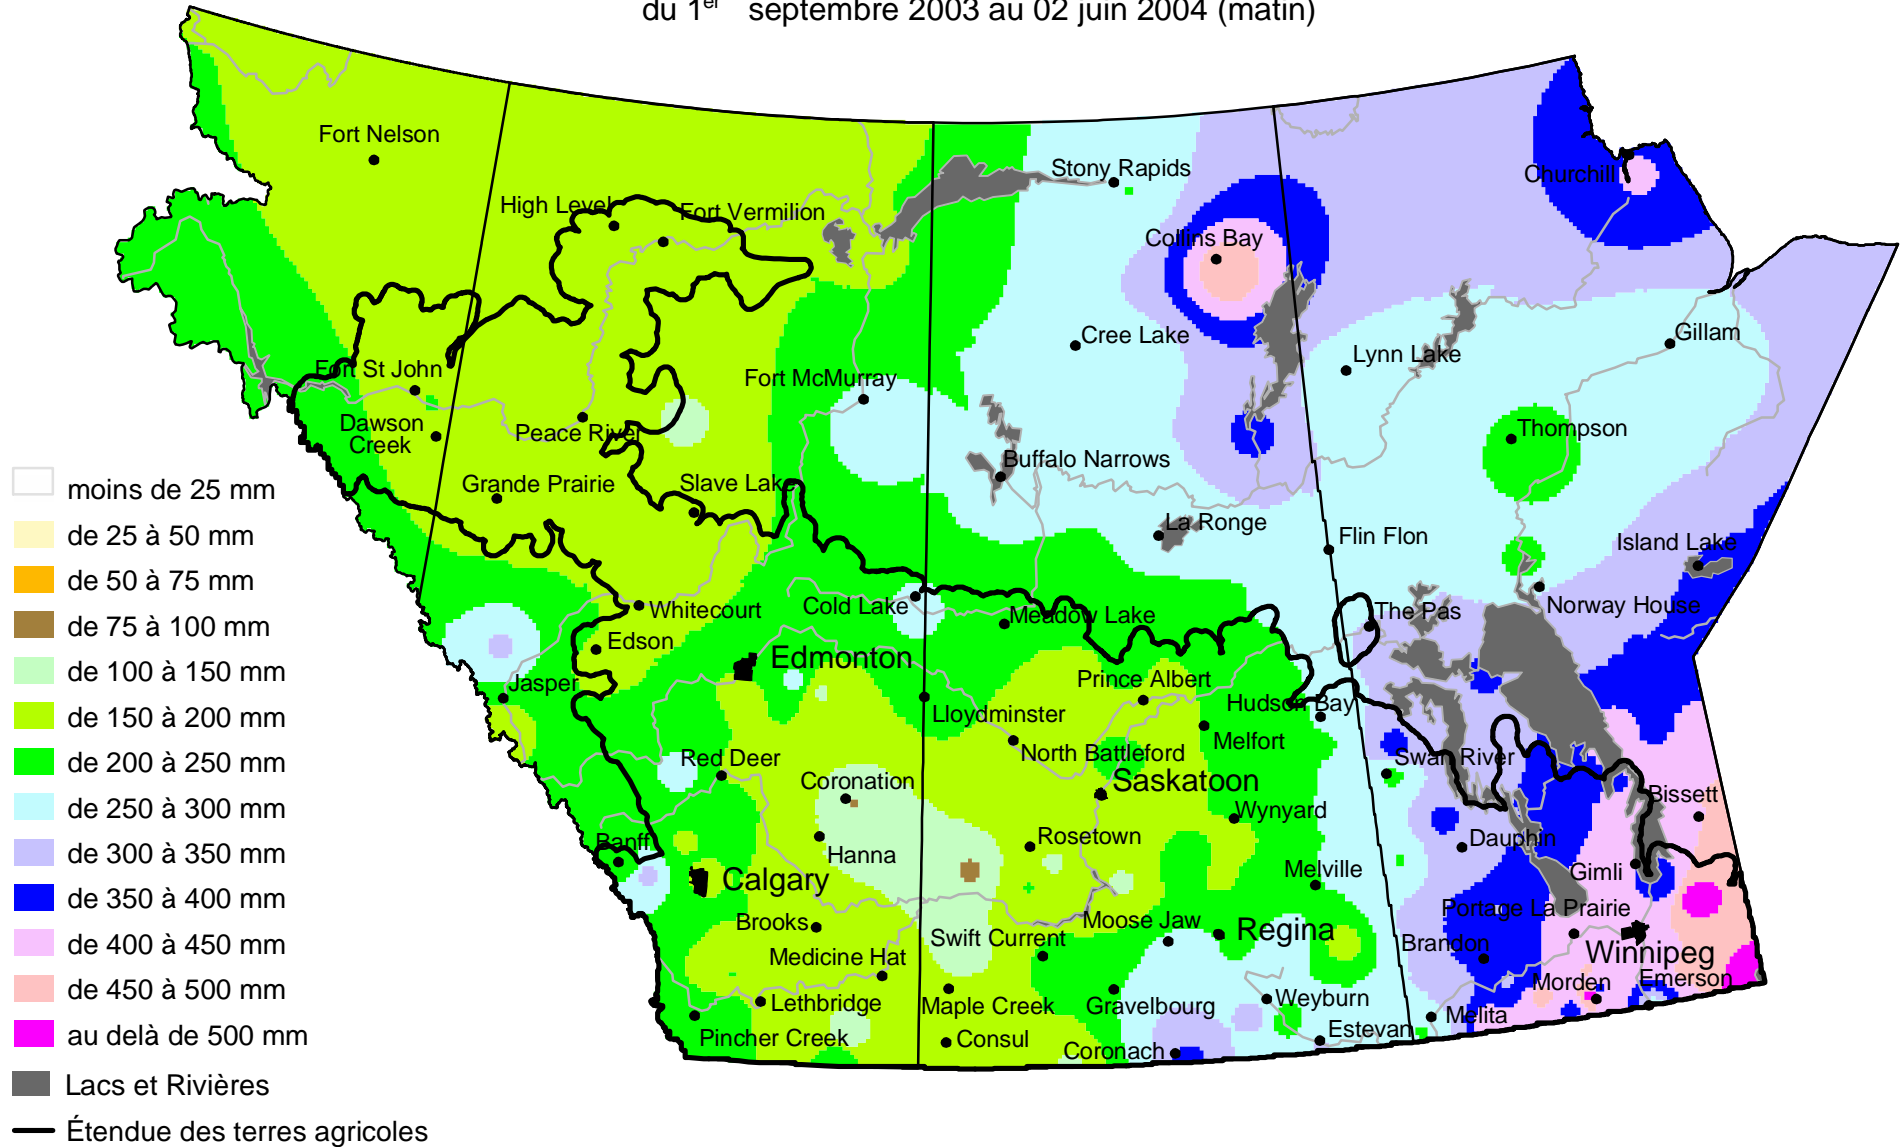 du 1er septembre 2003 au 02 juin 2004 (matin)
Fort Nelson
High Level
Fort Vermilion
Stony Rapids
Churchill
Collins Bay
Cree Lake
Lynn Lake
Gillam
Fort St John
Fort McMurray
Dawson
Creek
Peace River
Thompson
Buffalo Narrows
Grande Prairie
Slave Lake
La Ronge
Flin Flon
Island Lake
Whitecourt
Cold Lake
Meadow Lake
The Pas
Norway House
Edson
Edmonton
Jasper
Prince Albert
Hudson Bay
Lloydminster
Melfort
North Battleford
Swan River
Red Deer
Coronation
Saskatoon
Bissett
Wynyard
Banff
Hanna
Rosetown
Dauphin
Calgary
Melville
Gimli
Portage La Prairie
Brooks
Moose Jaw
Regina
Swift Current
Brandon
Winnipeg
Medicine Hat
Morden
Emerson
Lethbridge
Maple Creek
Gravelbourg
Weyburn
Melita
Pincher Creek
Consul
Coronach
Estevan
moins de 25 mm
de 25 à 50 mm
de 50 à 75 mm
de 75 à 100 mm
de 100 à 150 mm
de 150 à 200 mm
de 200 à 250 mm
de 250 à 300 mm
de 300 à 350 mm
de 350 à 400 mm
de 400 à 450 mm
de 450 à 500 mm
au delà de 500 mm
Lacs et Rivières
Étendue des terres agricoles